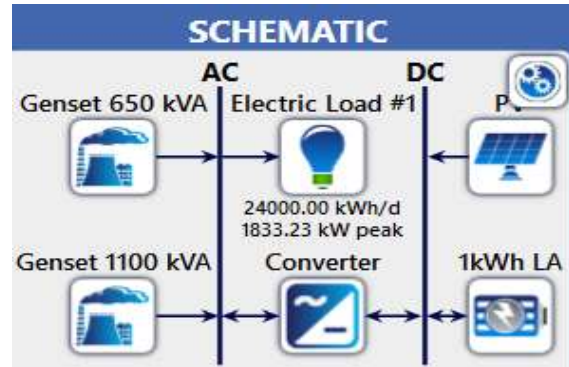 SCHEMATIC
AC DC
Genset 650 kVA Electric Load #1 PV
24000.00 kWh/d
1833.23 kW peak
Genset 1100 kVA Converter 1kWh LA